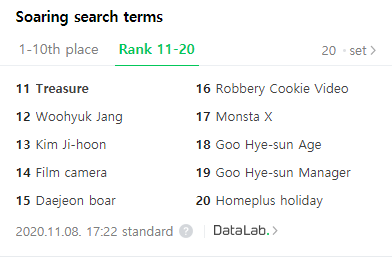 Soaring search terms
1-10th place
Rank 11-20
20 set >
11 Treasure
12 Woohyuk Jang
13 Kim Ji-hoon
14 Film camera
15 Daejeon boar
16 Robbery Cookie Video
17 Monsta X
18 Goo Hye-sun Age
19 Goo Hye-sun Manager
20 Homeplus holiday
2020.11.08. 17:22 standard ? DataLab. >